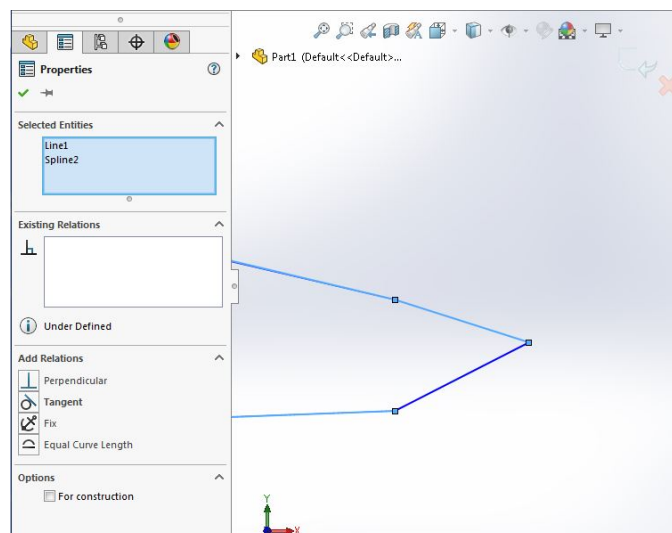 Properties
Part1 (Default<<Default>...
Selected Entities
Line1
Spline2
Existing Relations
Under Defined
Add Relations
Perpendicular
Tangent
Fix
Equal Curve Length
Options
For construction
Y
X